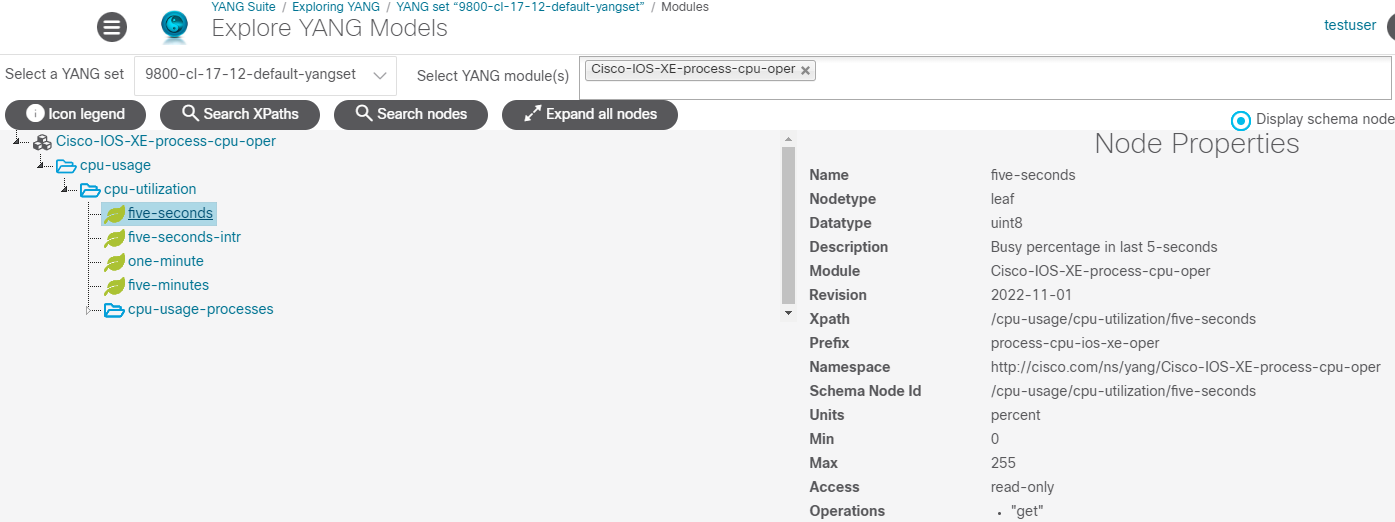 YANG Suite / Exploring YANG / YANG set “9800-cl-17-12-default-yangset” / Modules
Explore YANG Models
testuser
Select a YANG set 9800-cl-17-12-default-yangset Select YANG module(s) Cisco-IOS-XE-process-cpu-oper ×
Icon legend Search XPaths Search nodes Expand all nodes
Display schema node
Cisco-IOS-XE-process-cpu-oper
cpu-usage
cpu-utilization
five-seconds
five-seconds-intr
one-minute
five-minutes
cpu-usage-processes
Node Properties
Name five-seconds
Nodetype leaf
Datatype uint8
Description Busy percentage in last 5-seconds
Module Cisco-IOS-XE-process-cpu-oper
Revision 2022-11-01
Xpath /cpu-usage/cpu-utilization/five-seconds
Prefix process-cpu-ios-xe-oper
Namespace http://cisco.com/ns/yang/Cisco-IOS-XE-process-cpu-oper
Schema Node Id /cpu-usage/cpu-utilization/five-seconds
Units percent
Min 0
Max 255
Access read-only
Operations • "get"